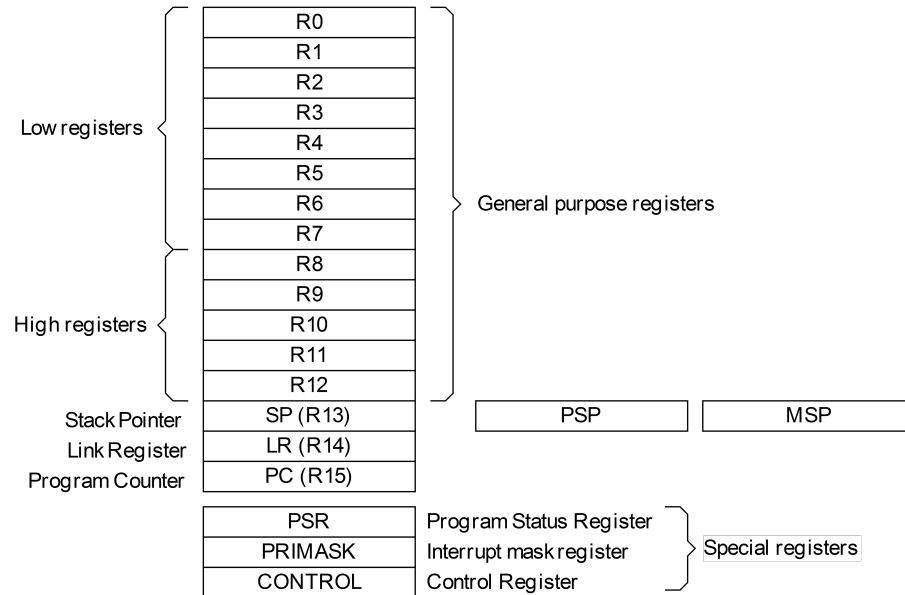 R0
R1
R2
R3
Low registers
R4
R5
R6
General purpose registers
R7
R8
R9
High registers
R10
R11
R12
Stack Pointer
SP (R13)
PSP
MSP
Link Register
LR (R14)
Program Counter
PC (R15)
PSR
Program Status Register
PRIMASK
Interrupt mask register
Special registers
CONTROL
Control Register